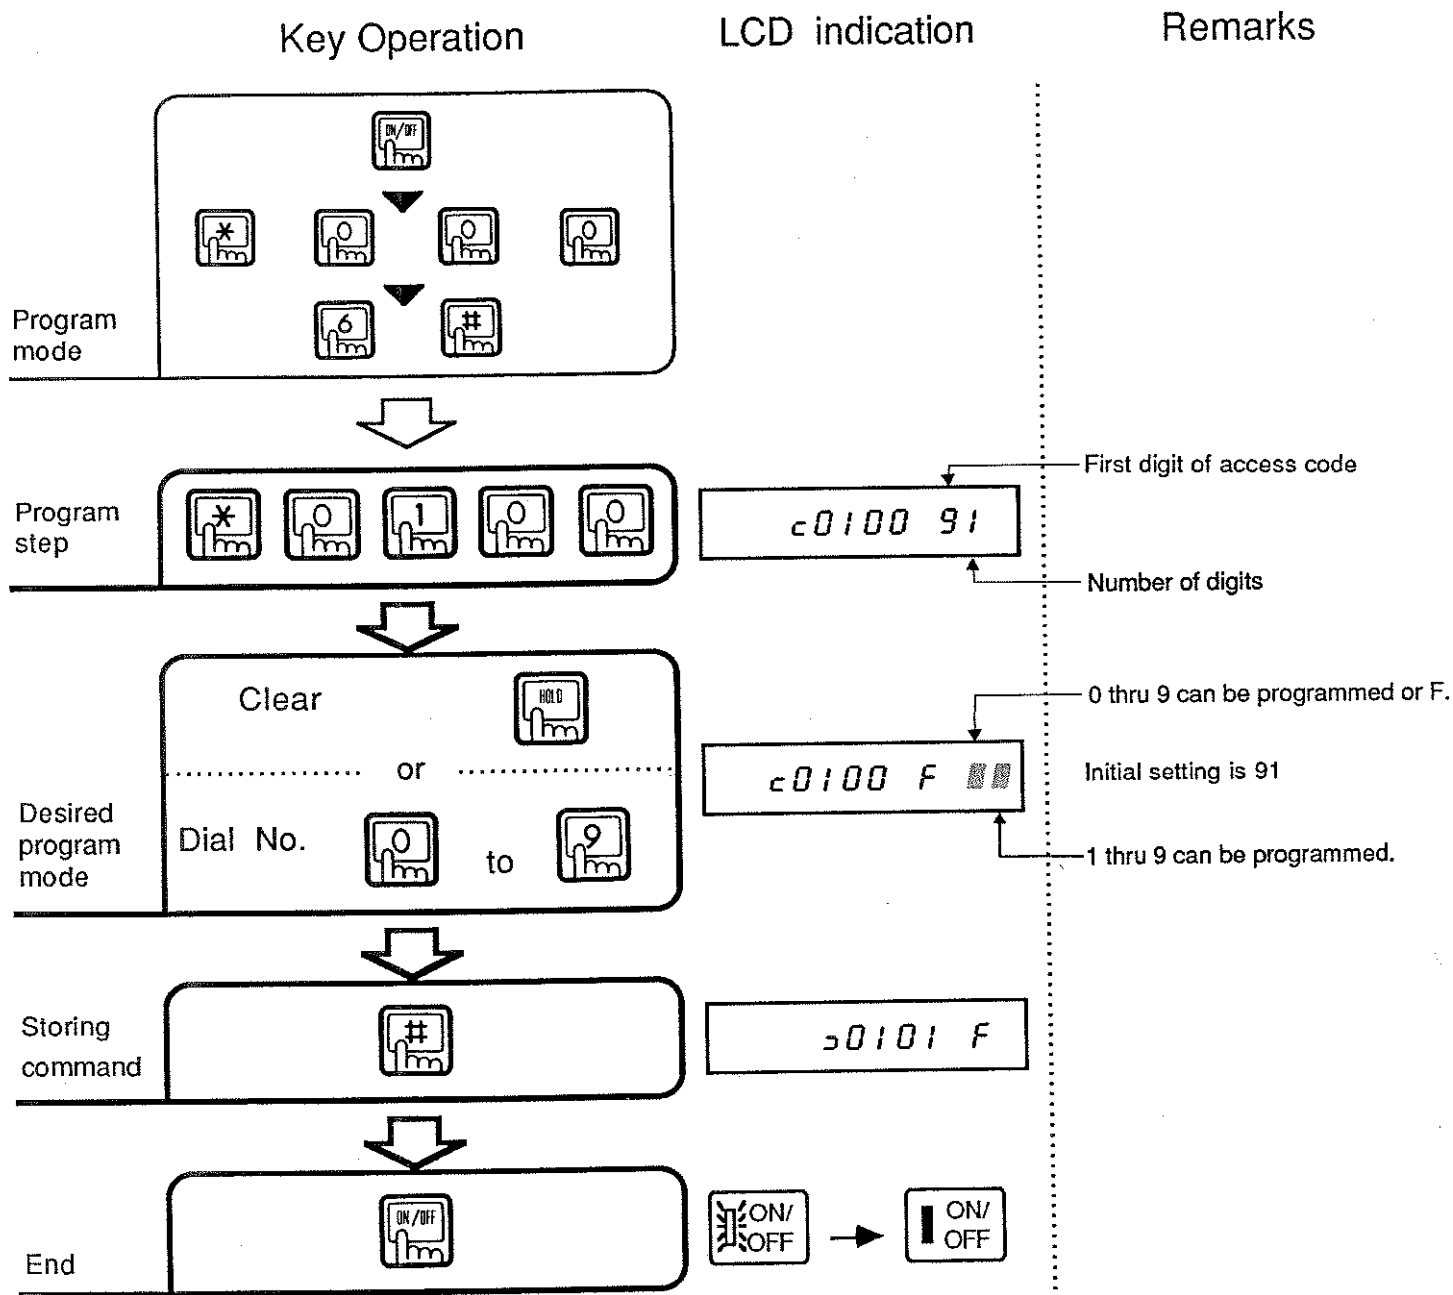 Key Operation
LCD indication
Remarks
ON/OFF
* 0 0 0
6 #
Program
mode
Program
step
* 0 1 0 0
c0100 91
First digit of access code
Number of digits
Clear
HOLD
or
Desired
program
mode
Dial No. 0 to 9
c0100 F
0 thru 9 can be programmed or F.
Initial setting is 91
1 thru 9 can be programmed.
Storing
command
#
ɔ0101 F
End
ON/OFF
ON/
OFF
ON/
OFF